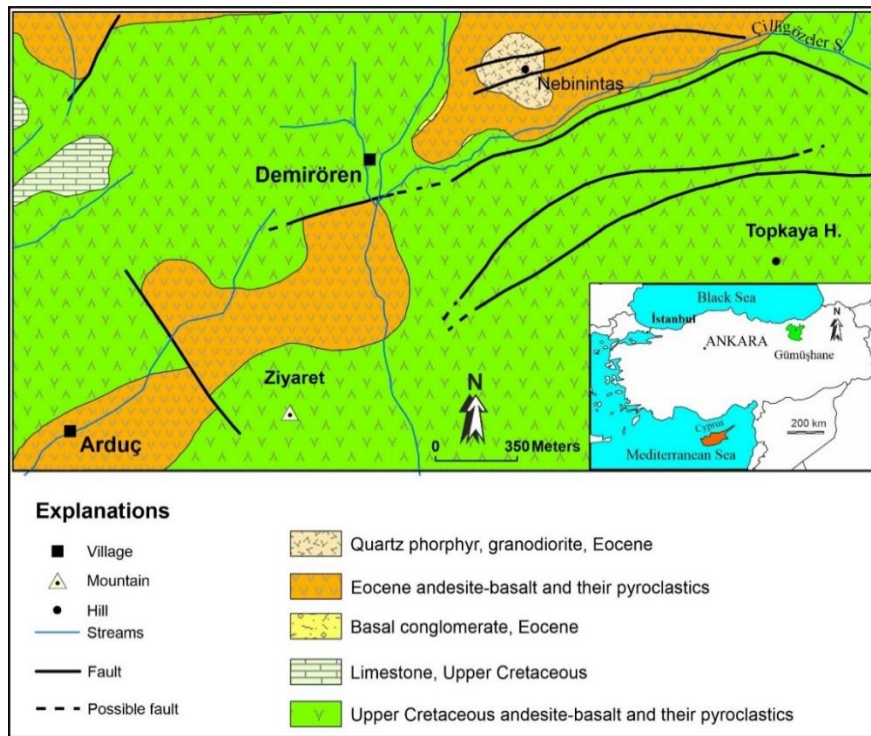 Çilligözeler S.
Nebinintaş
Demirören
Topkaya H.
Ziyaret
Arduç
N
0 350 Meters
Black Sea
İstanbul
N
ANKARA
Gümüşhane
Cyprus
200 km
Mediterranean Sea
Explanations
Village
Mountain
Hill
Streams
Fault
Possible fault
Quartz phorphyr, granodiorite, Eocene
Eocene andesite-basalt and their pyroclastics
Basal conglomerate, Eocene
Limestone, Upper Cretaceous
Upper Cretaceous andesite-basalt and their pyroclastics